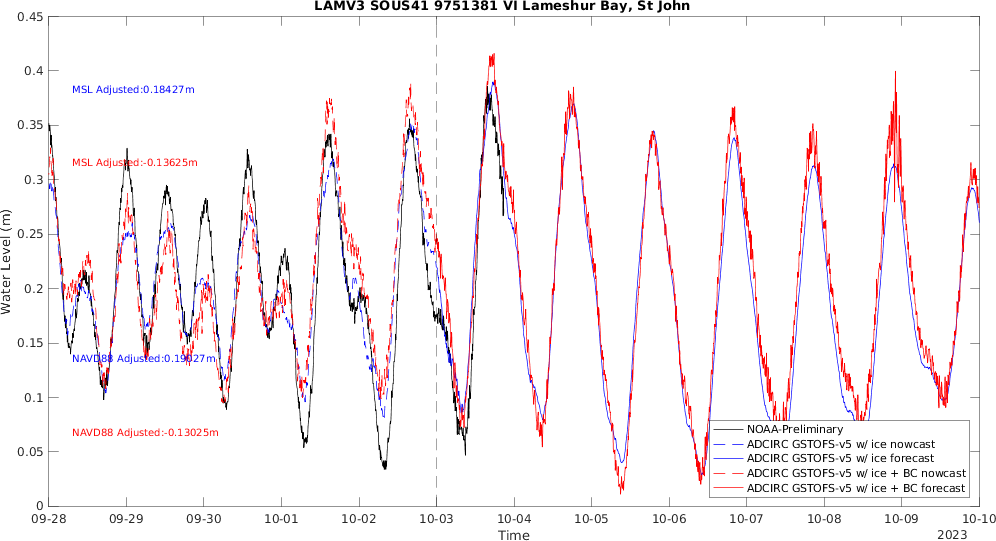 LAMV3 SOUS41 9751381 VI Lameshur Bay, St John
0.45
0.4
0.35
0.3
0.25
0.2
0.15
0.1
0.05
0
Water Level (m)
MSL Adjusted:0.18427m
MSL Adjusted:-0.13625m
NAVD88 Adjusted:0.19027m
NAVD88 Adjusted:-0.13025m
NOAA-Preliminary
ADCIRC GSTOFS-v5 w/ ice nowcast
ADCIRC GSTOFS-v5 w/ ice forecast
ADCIRC GSTOFS-v5 w/ ice + BC nowcast
ADCIRC GSTOFS-v5 w/ ice + BC forecast
09-28 09-29 09-30 10-01 10-02 10-03 10-04 10-05 10-06 10-07 10-08 10-09 10-10
Time
2023